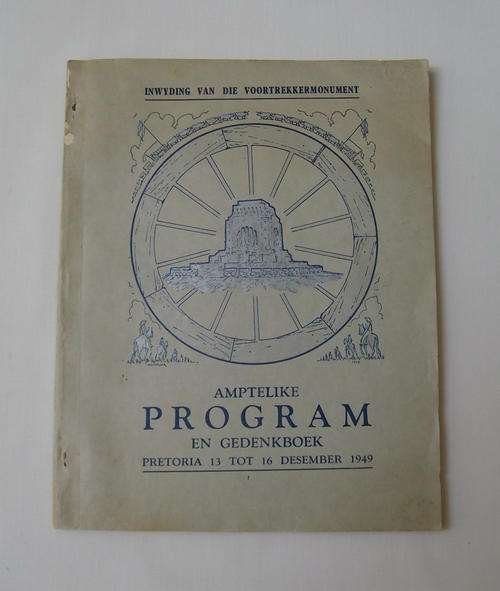 INWYDING VAN DIE VOORTREKKERMONUMENT
AMPTELIKE
PROGRAM
EN GEDENKBOEK
PRETORIA 13 TOT 16 DESEMBER 1949